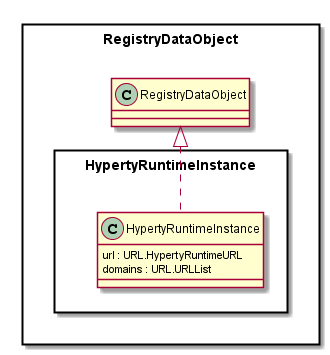 RegistryDataObject
C RegistryDataObject
HypertyRuntimeInstance
C HypertyRuntimeInstance
url : URL.HypertyRuntimeURL
domains : URL.URLList